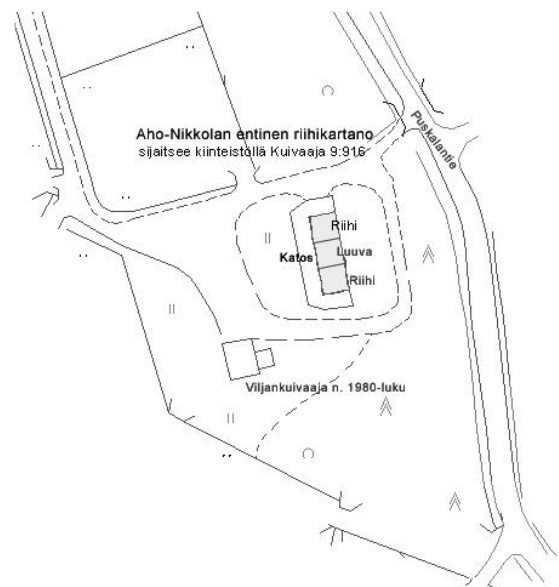 Puskalantie
Aho-Nikkolan entinen riihikartano
sijaitsee kiinteistöllä Kuivaaja 9:916
Riihi
Katos
Luuva
Riihi
Viljankuivaaja n. 1980-luku